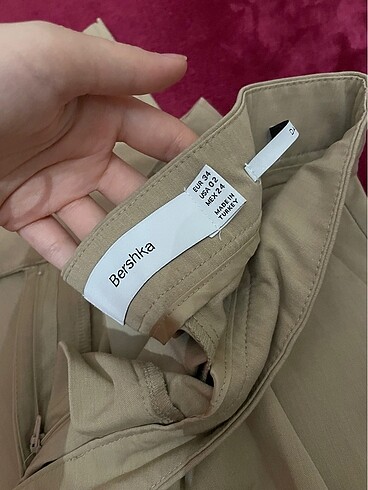 Bershka
EUR 34
USA 02
MEX 24
MADE IN
TURKEY